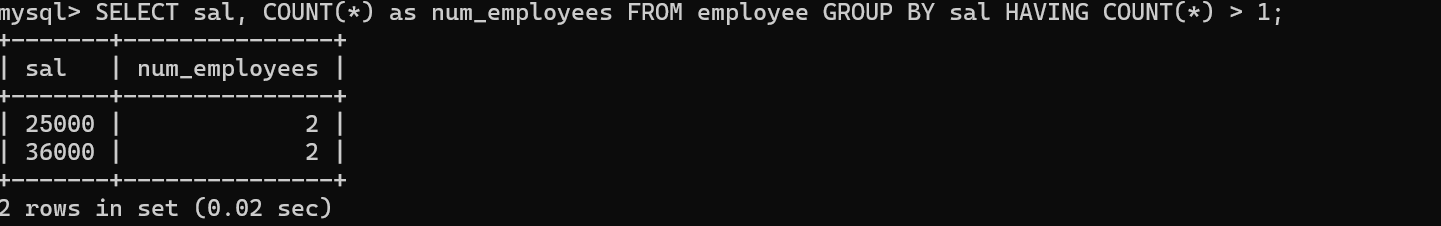 mysql> SELECT sal, COUNT(*) as num_employees FROM employee GROUP BY sal HAVING COUNT(*) > 1;
+-------+---------------+
| sal   | num_employees |
+-------+---------------+
| 25000 |             2 |
| 36000 |             2 |
+-------+---------------+
2 rows in set (0.02 sec)